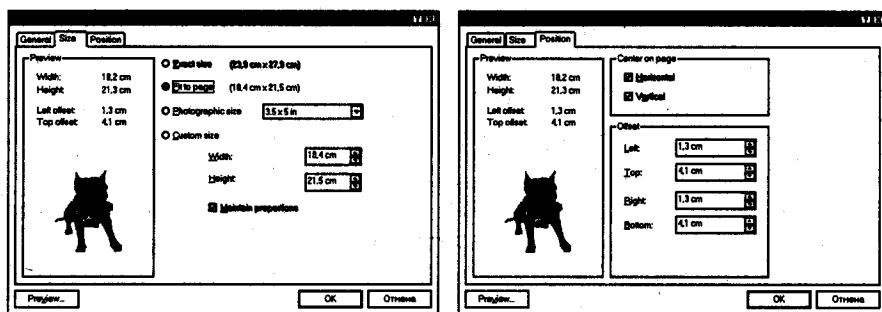 General Size Position
Preview
Width: 18,2 cm
Height: 21,3 cm
Left offset: 1,3 cm
Top offset: 4,1 cm
Exact size (23,9 cm x 27,9 cm)
Fit to page (18,4 cm x 21,5 cm)
Photographic size 3.5 x 5 in
Custom size
Width: 18,4 cm
Height: 21,5 cm
Maintain proportions
Preview... OK Отмена
General Size Position
Preview
Width: 18,2 cm
Height: 21,3 cm
Left offset: 1,3 cm
Top offset: 4,1 cm
Center on page
Horizontal
Vertical
Offset
Left: 1,3 cm
Top: 4,1 cm
Right: 1,3 cm
Bottom: 4,1 cm
Preview... OK Отмена